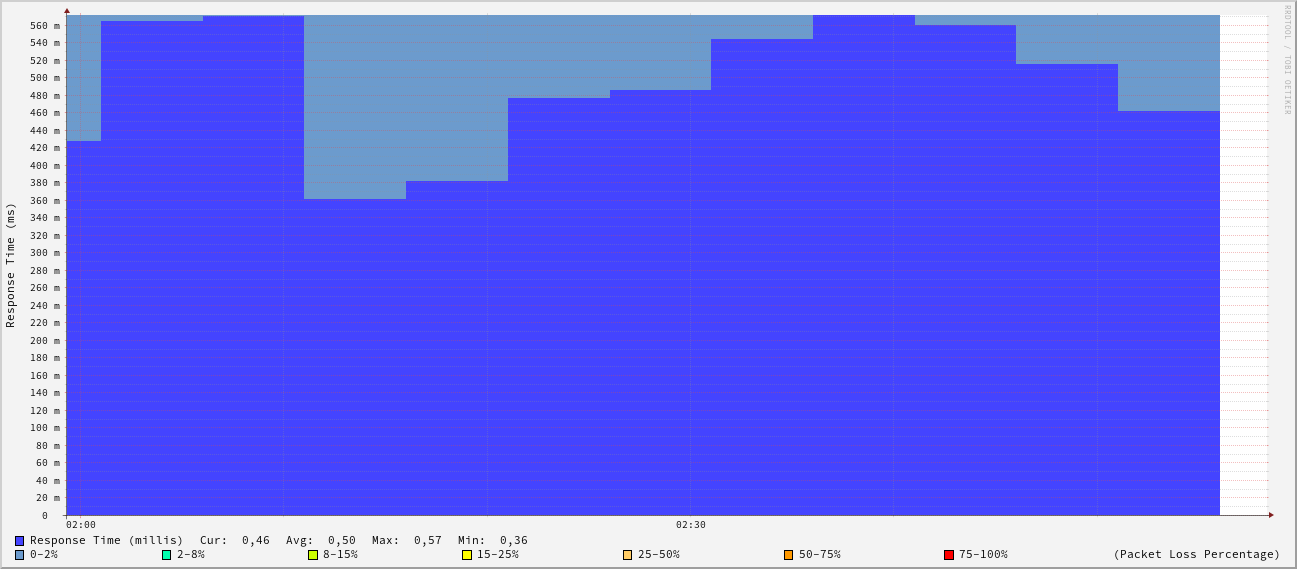 RRDTOOL / TOBI OETIKER
Response Time (ms)
560 m
540 m
520 m
500 m
480 m
460 m
440 m
420 m
400 m
380 m
360 m
340 m
320 m
300 m
280 m
260 m
240 m
220 m
200 m
180 m
160 m
140 m
120 m
100 m
80 m
60 m
40 m
20 m
0
02:00 02:30
Response Time (millis) Cur: 0,46 Avg: 0,50 Max: 0,57 Min: 0,36
0-2% 2-8% 8-15% 15-25% 25-50% 50-75% 75-100% (Packet Loss Percentage)